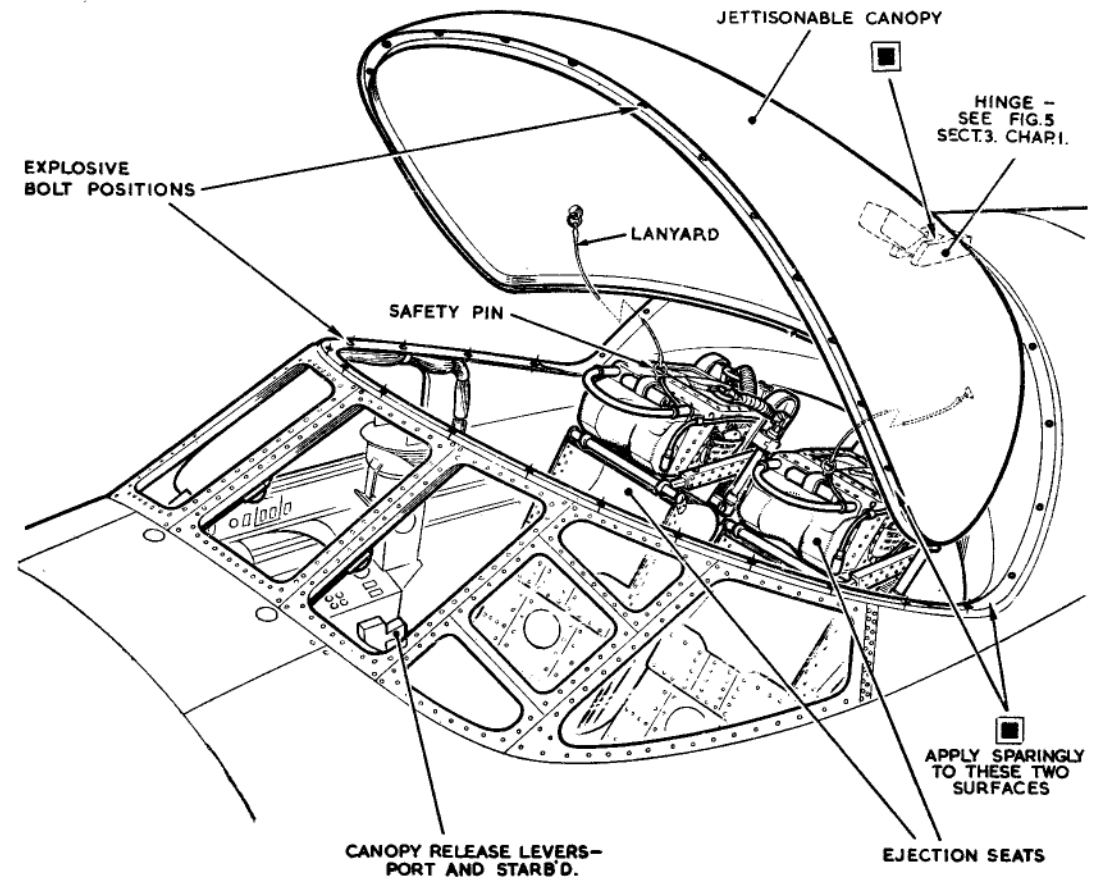 JETTISONABLE CANOPY
HINGE –
SEE FIG.5
SECT.3. CHAP.1.
EXPLOSIVE
BOLT POSITIONS
LANYARD
SAFETY PIN
APPLY SPARINGLY
TO THESE TWO
SURFACES
CANOPY RELEASE LEVERS–
PORT AND STARB'D.
EJECTION SEATS